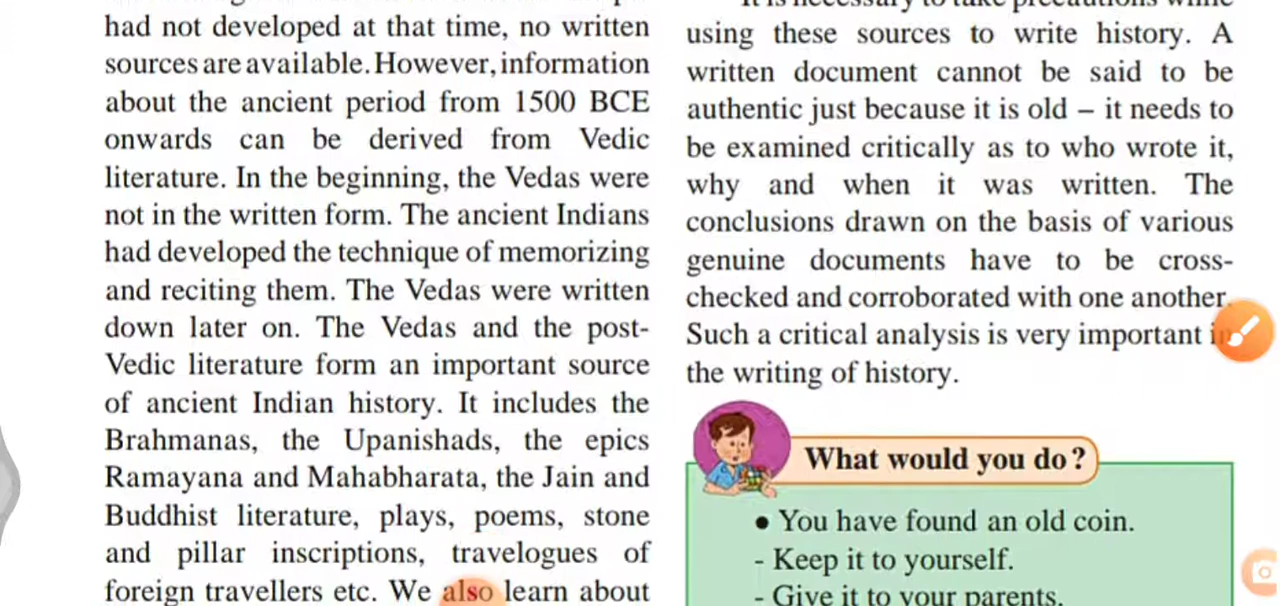 had not developed at that time, no written
sources are available. However, information
about the ancient period from 1500 BCE
onwards can be derived from Vedic
literature. In the beginning, the Vedas were
not in the written form. The ancient Indians
had developed the technique of memorizing
and reciting them. The Vedas were written
down later on. The Vedas and the post-
Vedic literature form an important source
of ancient Indian history. It includes the
Brahmanas, the Upanishads, the epics
Ramayana and Mahabharata, the Jain and
Buddhist literature, plays, poems, stone
and pillar inscriptions, travelogues of
foreign travellers etc. We also learn about
It is necessary to take precautions while
using these sources to write history. A
written document cannot be said to be
authentic just because it is old – it needs to
be examined critically as to who wrote it,
why and when it was written. The
conclusions drawn on the basis of various
genuine documents have to be cross-
checked and corroborated with one another.
Such a critical analysis is very important in
the writing of history.
What would you do?
• You have found an old coin.
- Keep it to yourself.
- Give it to your parents.